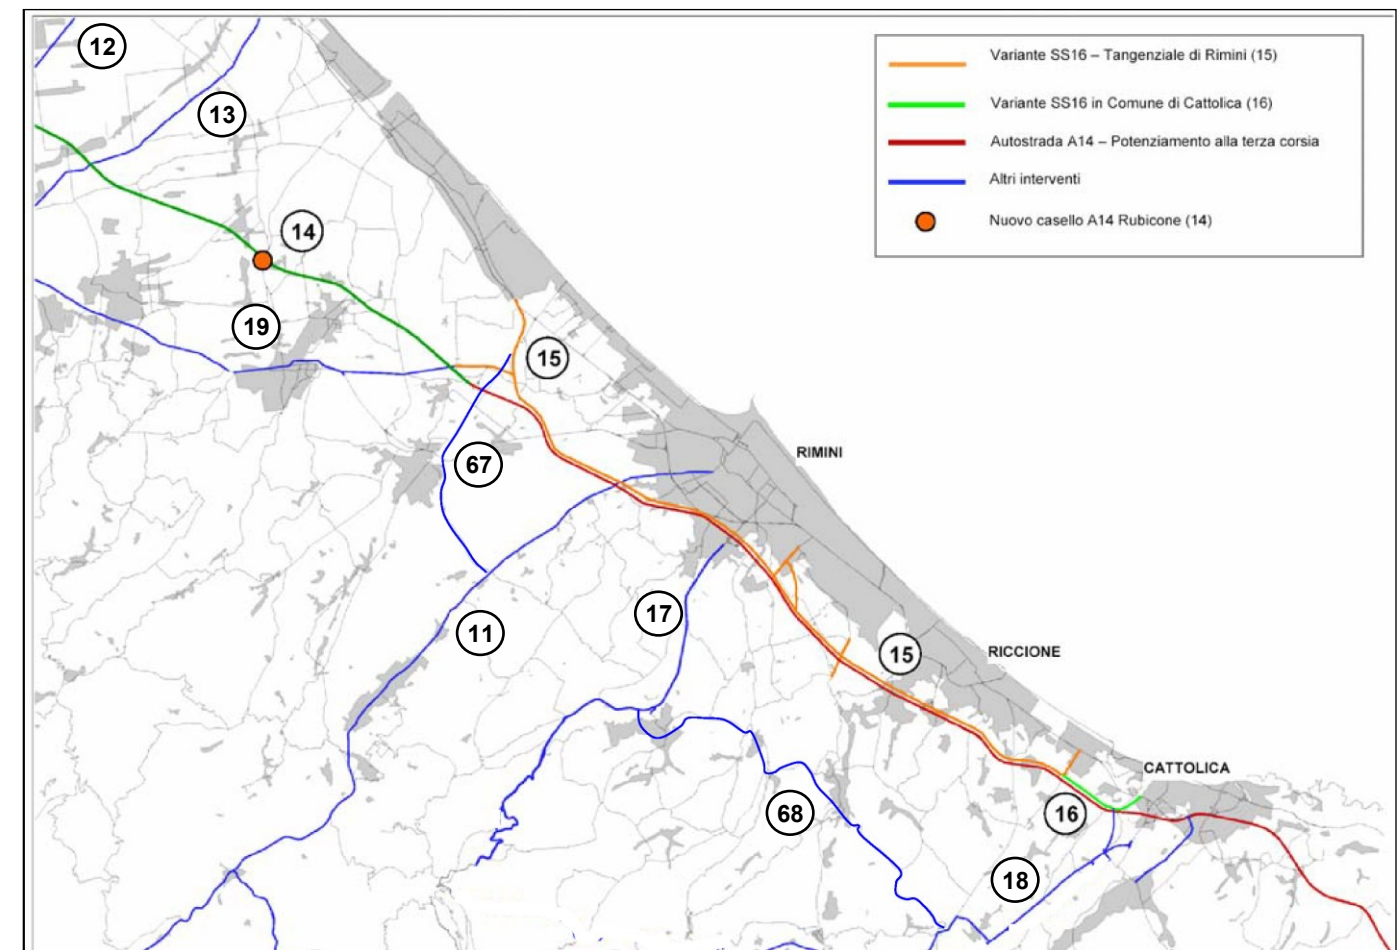 12
13
Variante SS16 – Tangenziale di Rimini (15)
Variante SS16 in Comune di Cattolica (16)
Autostrada A14 – Potenziamento alla terza corsia
Altri interventi
Nuovo casello A14 Rubicone (14)
14
19
15
RIMINI
67
17
11
15
RICCIONE
CATTOLICA
68
16
18